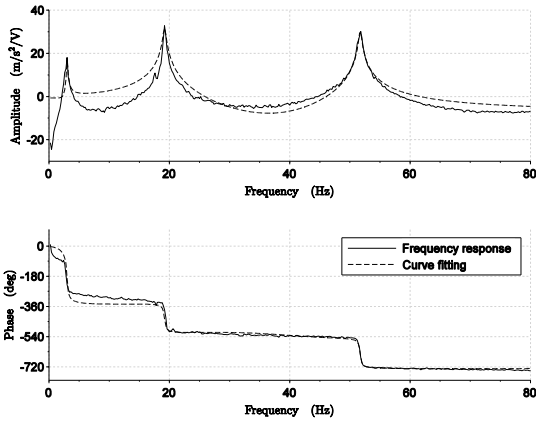 40
20
0
-20
Amplitude (m/s²/V)
0 20 40 60 80
Frequency (Hz)
0
-180
-360
-540
-720
Phase (deg)
Frequency response
Curve fitting
0 20 40 60 80
Frequency (Hz)